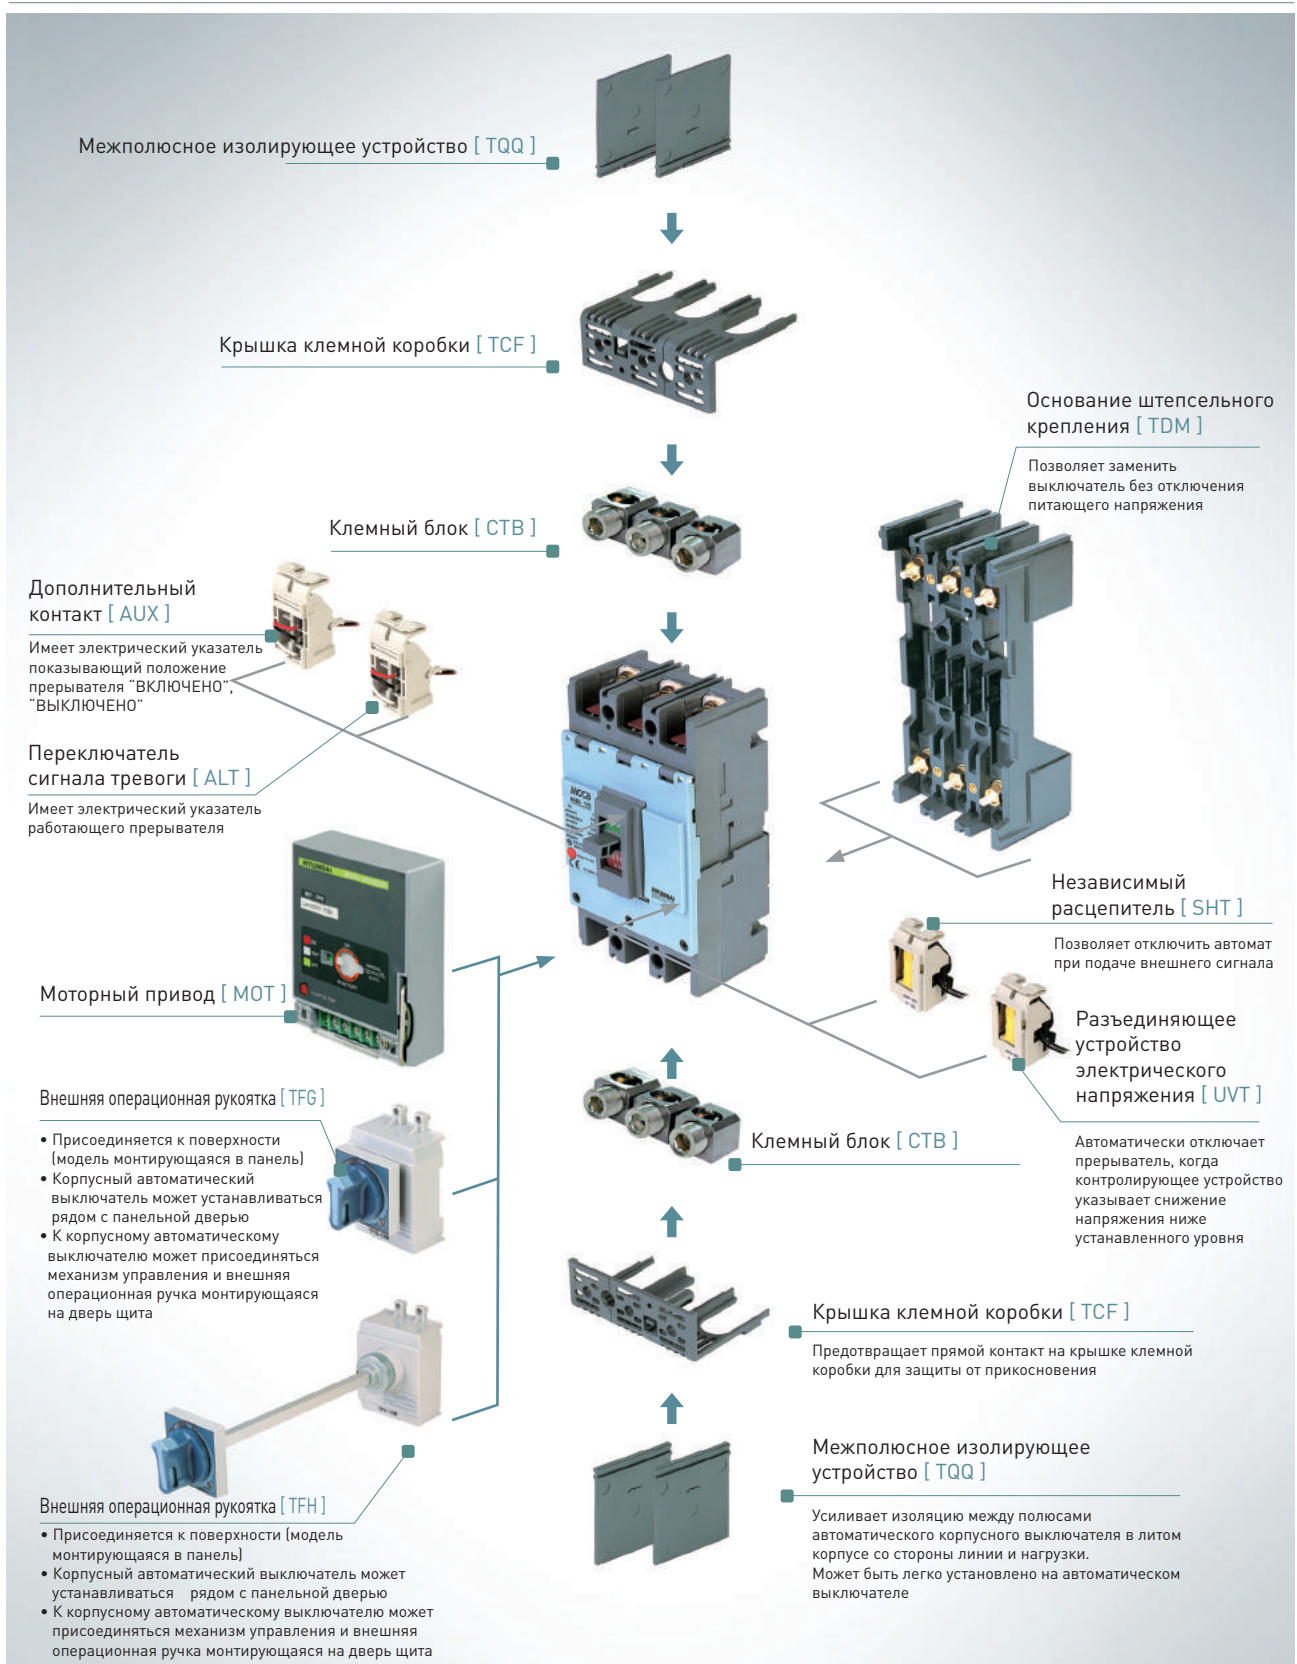 Межполюсное изолирующее устройство [ TQQ ]
Крышка клемной коробки [ TCF ]
Основание штепсельного
крепления [ TDM ]
Позволяет заменить
выключатель без отключения
питающего напряжения
Клемный блок [ CTB ]
Дополнительный
контакт [ AUX ]
Имеет электрический указатель
показывающий положение
прерывателя “ВКЛЮЧЕНО”,
“ВЫКЛЮЧЕНО”
Переключатель
сигнала тревоги [ ALT ]
Имеет электрический указатель
работающего прерывателя
MOCB
HYUNDAI
Независимый
расцепитель [ SHT ]
Позволяет отключить автомат
при подаче внешнего сигнала
Моторный привод [ MOT ]
Разъединяющее
устройство
электрического
напряжения [ UVT ]
Автоматически отключает
прерыватель, когда
контролирующее устройство
указывает снижение
напряжения ниже
установленного уровня
Внешняя операционная рукоятка [ TFG ]
• Присоединяется к поверхности
(модель монтирующаяся в панель)
• Корпусный автоматический
выключатель может устанавливаться
рядом с панельной дверью
• К корпусному автоматическому
выключателю может присоединяться
механизм управления и внешняя
операционная ручка монтирующаяся
на дверь щита
Клемный блок [ CTB ]
Крышка клемной коробки [ TCF ]
Предотвращает прямой контакт на крышке клемной
коробки для защиты от прикосновения
Межполюсное изолирующее
устройство [ TQQ ]
Усиливает изоляцию между полюсами
автоматического корпусного выключателя в литом
корпусе со стороны линии и нагрузки.
Может быть легко установлено на автоматическом
выключателе
Внешняя операционная рукоятка [ TFH ]
• Присоединяется к поверхности (модель
монтирующаяся в панель)
• Корпусный автоматический выключатель может
устанавливаться рядом с панельной дверью
• К корпусному автоматическому выключателю может
присоединяться механизм управления и внешняя
операционная ручка монтирующаяся на дверь щита